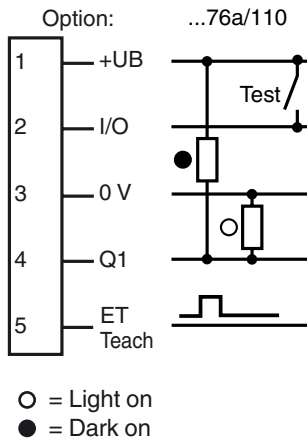 Option: ...76a/110
1 +UB
Test
2 I/O
3 0 V
4 Q1
5 ET
Teach
= Light on
= Dark on